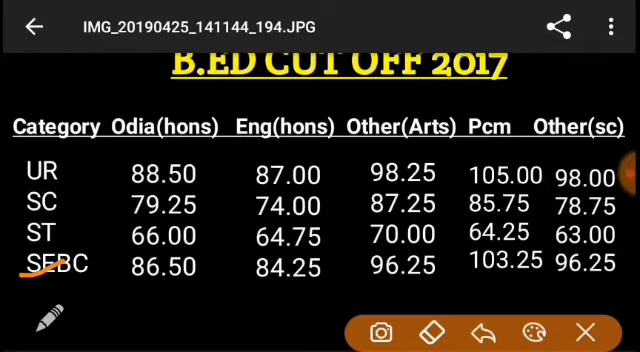 IMG_20190425_141144_194.JPG
B.ED CUT OFF 2017
Category Odia(hons) Eng(hons) Other(Arts) Pcm Other(sc)
UR 88.50 87.00 98.25 105.00 98.00
SC 79.25 74.00 87.25 85.75 78.75
ST 66.00 64.75 70.00 64.25 63.00
SEBC 86.50 84.25 96.25 103.25 96.25